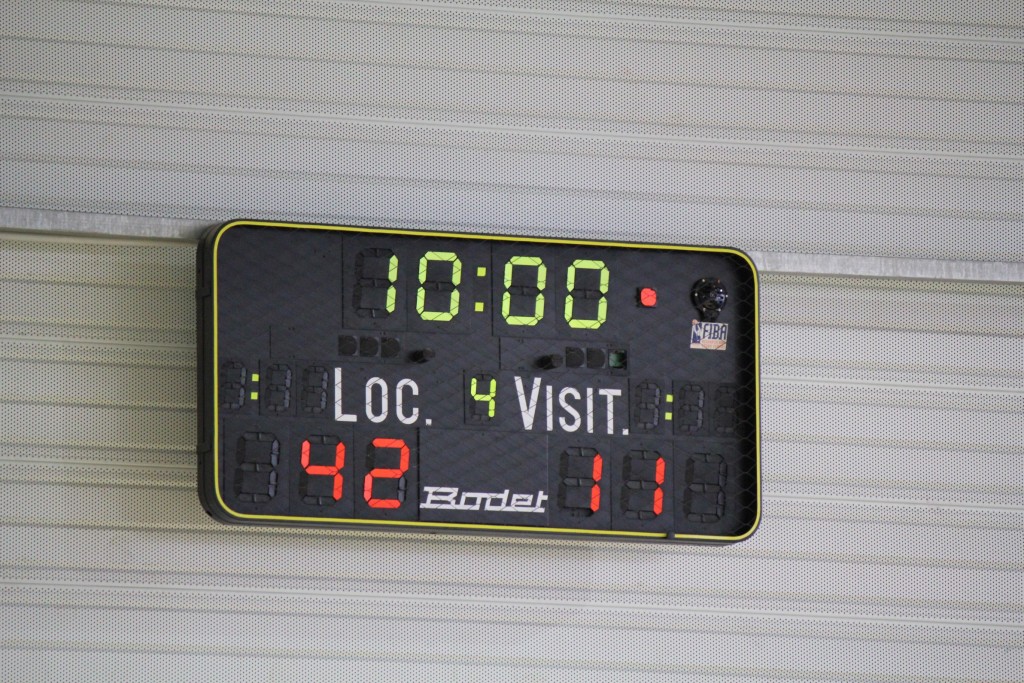 10:00
FIBA
: LOC. 4 VISIT. :
42 Bodet 11